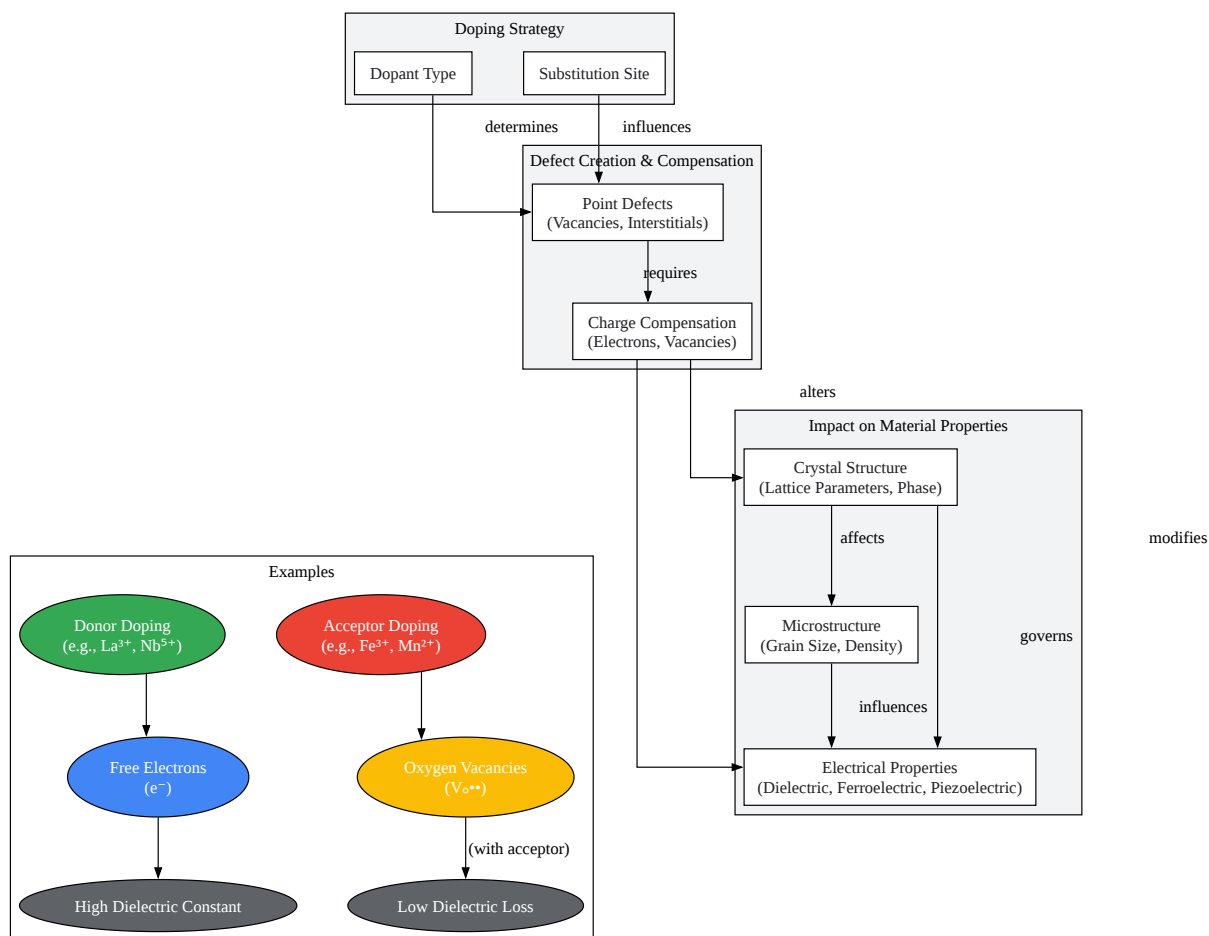 Doping Strategy
Dopant Type
Substitution Site
determines
influences
Defect Creation & Compensation
Point Defects
(Vacancies, Interstitials)
requires
Charge Compensation
(Electrons, Vacancies)
alters
Impact on Material Properties
Crystal Structure
(Lattice Parameters, Phase)
affects
modifies
Microstructure
(Grain Size, Density)
governs
influences
Electrical Properties
(Dielectric, Ferroelectric, Piezoelectric)
Examples
Donor Doping
(e.g., La³⁺, Nb⁵⁺)
Acceptor Doping
(e.g., Fe³⁺, Mn²⁺)
Free Electrons
(e⁻)
Oxygen Vacancies
(Vₒ••)
(with acceptor)
High Dielectric Constant
Low Dielectric Loss